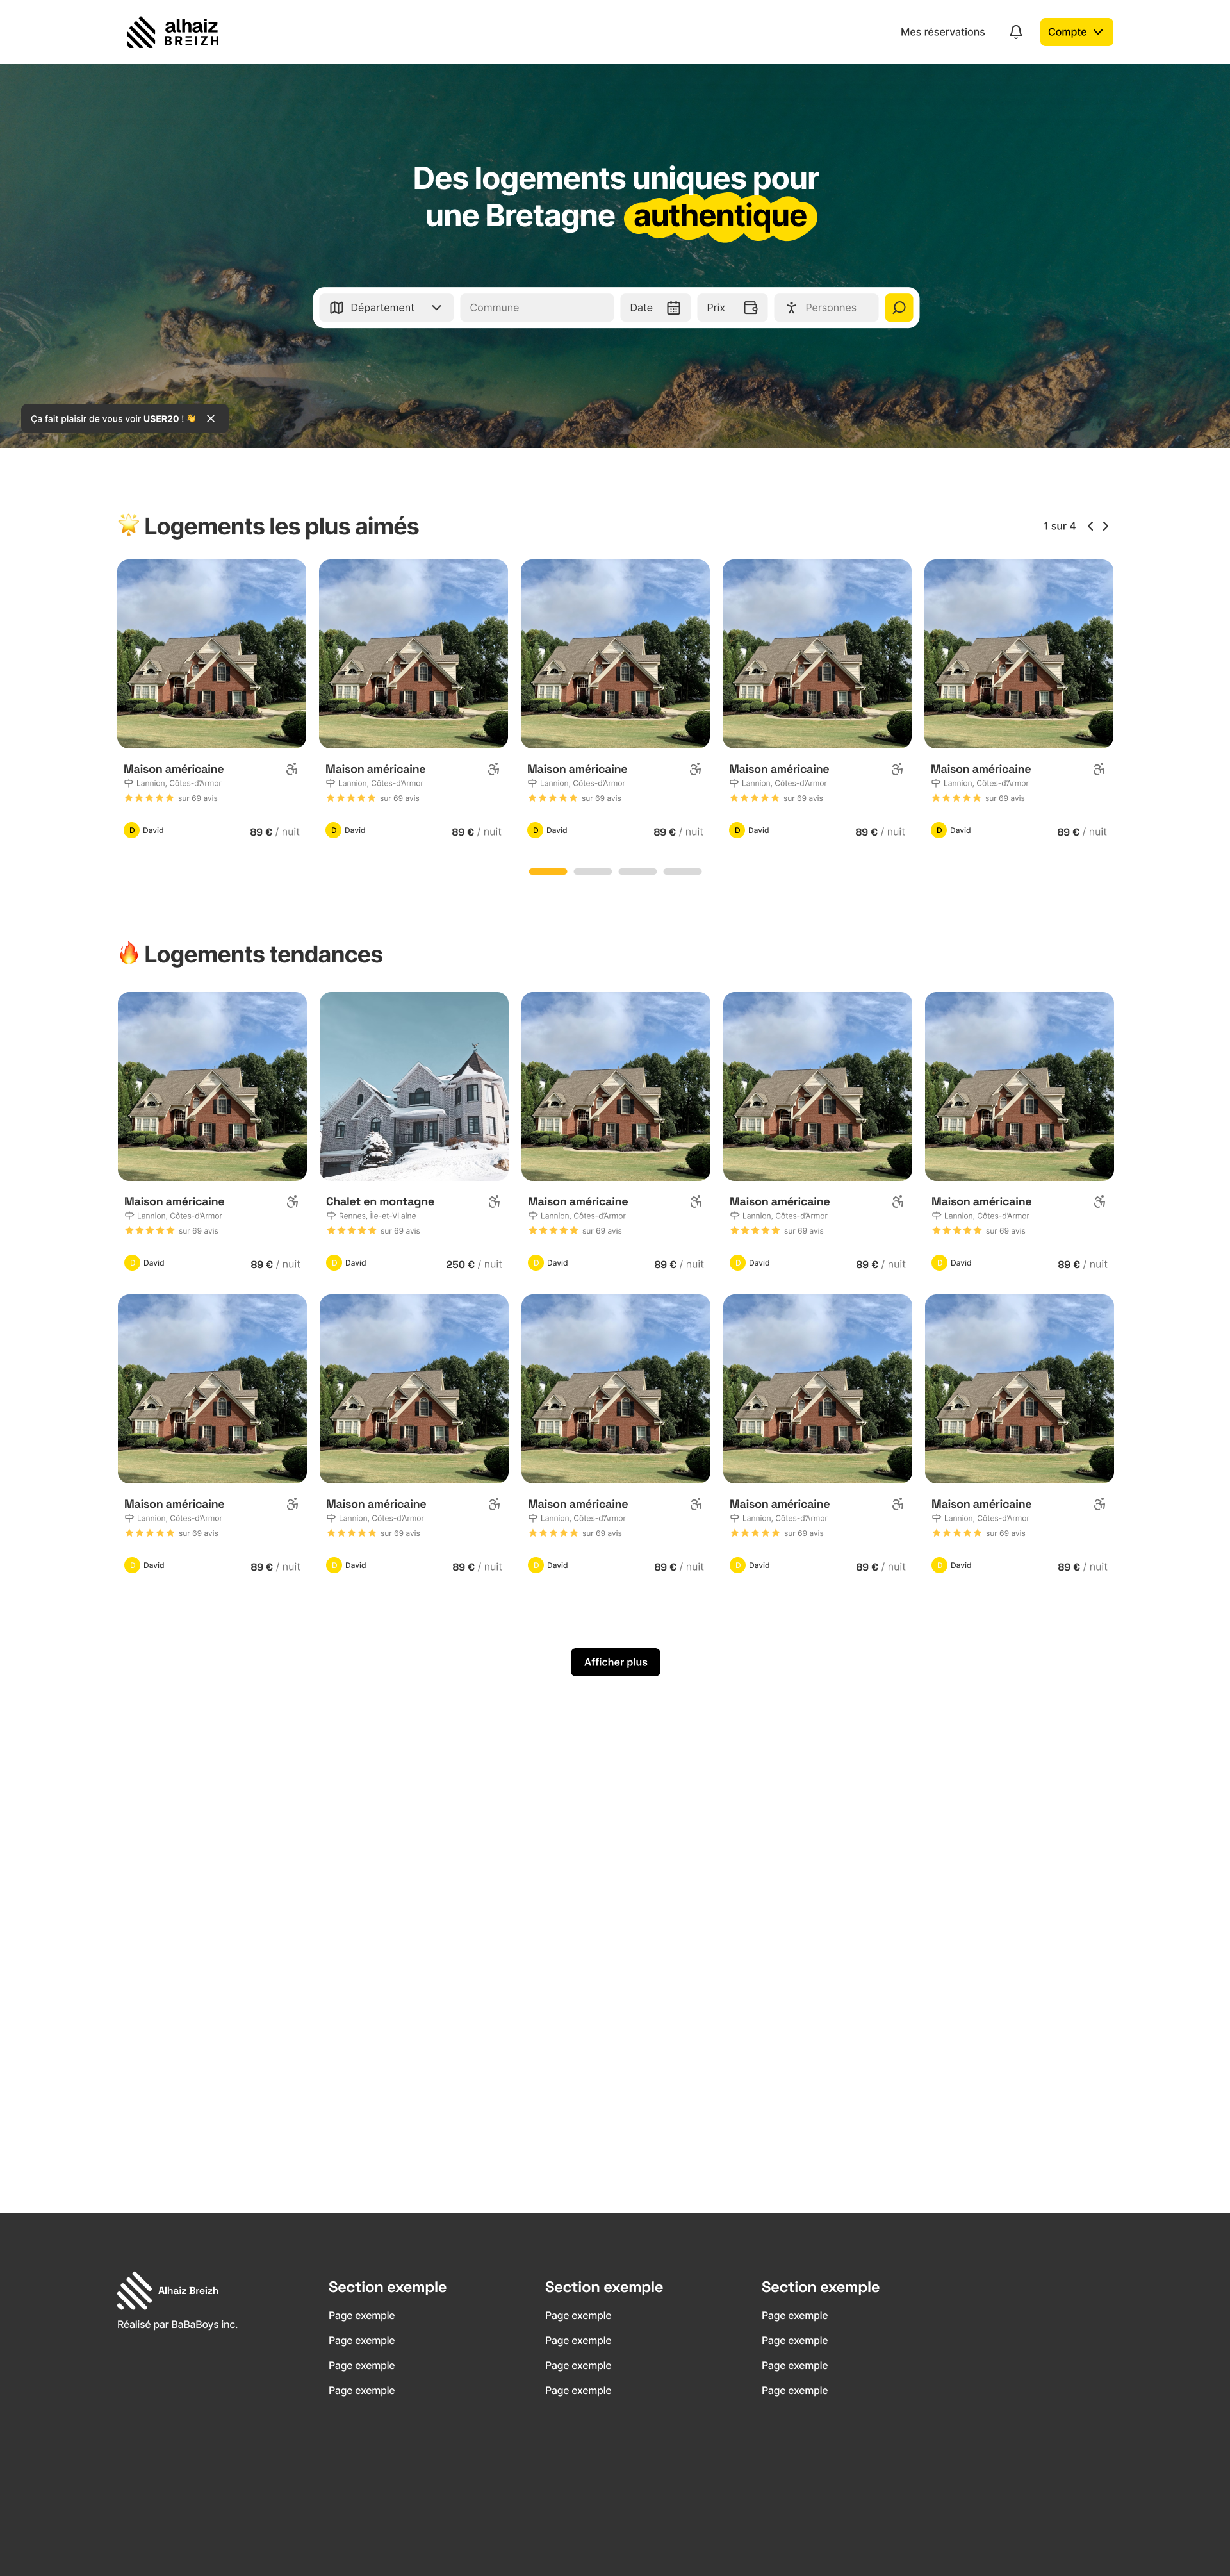 alhaiz
BREIZH
Mes réservations
Compte
Des logements uniques pour
une Bretagne authentique
Département
Commune
Date
Prix
Personnes
Ça fait plaisir de vous voir USER20 !
Logements les plus aimés
1 sur 4
Maison américaine
Lannion, Côtes-d'Armor
sur 69 avis
D David
89 € / nuit
Maison américaine
Lannion, Côtes-d'Armor
sur 69 avis
D David
89 € / nuit
Maison américaine
Lannion, Côtes-d'Armor
sur 69 avis
D David
89 € / nuit
Maison américaine
Lannion, Côtes-d'Armor
sur 69 avis
D David
89 € / nuit
Maison américaine
Lannion, Côtes-d'Armor
sur 69 avis
D David
89 € / nuit
Logements tendances
Maison américaine
Lannion, Côtes-d'Armor
sur 69 avis
D David
89 € / nuit
Chalet en montagne
Rennes, Île-et-Vilaine
sur 69 avis
D David
250 € / nuit
Maison américaine
Lannion, Côtes-d'Armor
sur 69 avis
D David
89 € / nuit
Maison américaine
Lannion, Côtes-d'Armor
sur 69 avis
D David
89 € / nuit
Maison américaine
Lannion, Côtes-d'Armor
sur 69 avis
D David
89 € / nuit
Maison américaine
Lannion, Côtes-d'Armor
sur 69 avis
D David
89 € / nuit
Maison américaine
Lannion, Côtes-d'Armor
sur 69 avis
D David
89 € / nuit
Maison américaine
Lannion, Côtes-d'Armor
sur 69 avis
D David
89 € / nuit
Maison américaine
Lannion, Côtes-d'Armor
sur 69 avis
D David
89 € / nuit
Maison américaine
Lannion, Côtes-d'Armor
sur 69 avis
D David
89 € / nuit
Afficher plus
Alhaiz Breizh
Réalisé par BaBaBoys inc.
Section exemple
Page exemple
Page exemple
Page exemple
Page exemple
Section exemple
Page exemple
Page exemple
Page exemple
Page exemple
Section exemple
Page exemple
Page exemple
Page exemple
Page exemple